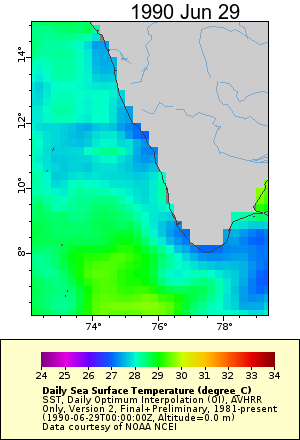 1990 Jun 29
14°
12°
10°
8°
74°
76°
78°
24 25 26 27 28 29 30 31 32 33 34
Daily Sea Surface Temperature (degree_C)
SST, Daily Optimum Interpolation (OI), AVHRR
Only, Version 2, Final+Preliminary, 1981-present
(1990-06-29T00:00:00Z, Altitude=0.0 m)
Data courtesy of NOAA NCEI